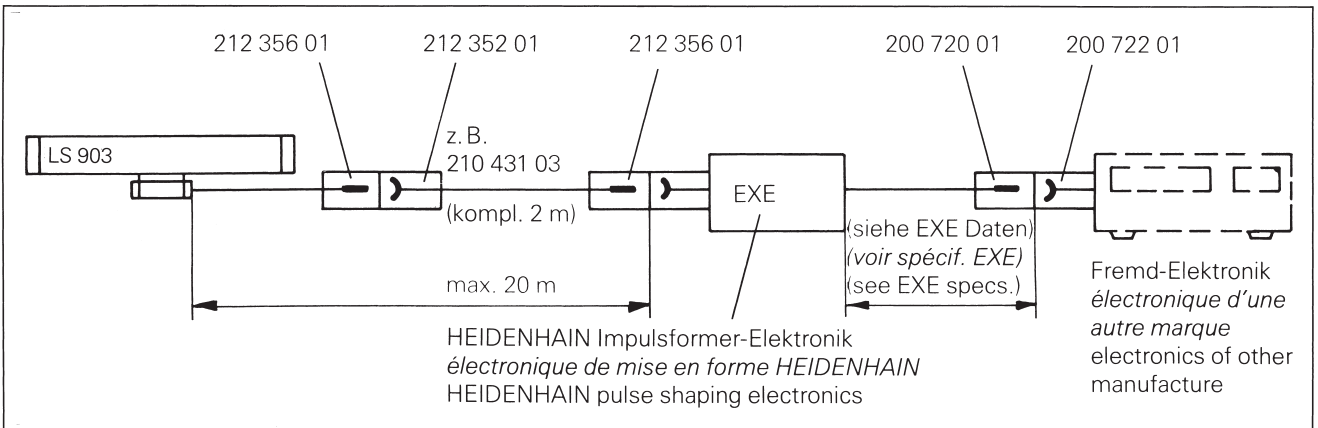 212 356 01
212 352 01
212 356 01
200 720 01
200 722 01
LS 903
z. B.
210 431 03
(kompl. 2 m)
EXE
(siehe EXE Daten)
(voir spécif. EXE)
(see EXE specs.)
max. 20 m
HEIDENHAIN Impulsformer-Elektronik
électronique de mise en forme HEIDENHAIN
HEIDENHAIN pulse shaping electronics
Fremd-Elektronik
électronique d'une
autre marque
electronics of other
manufacture